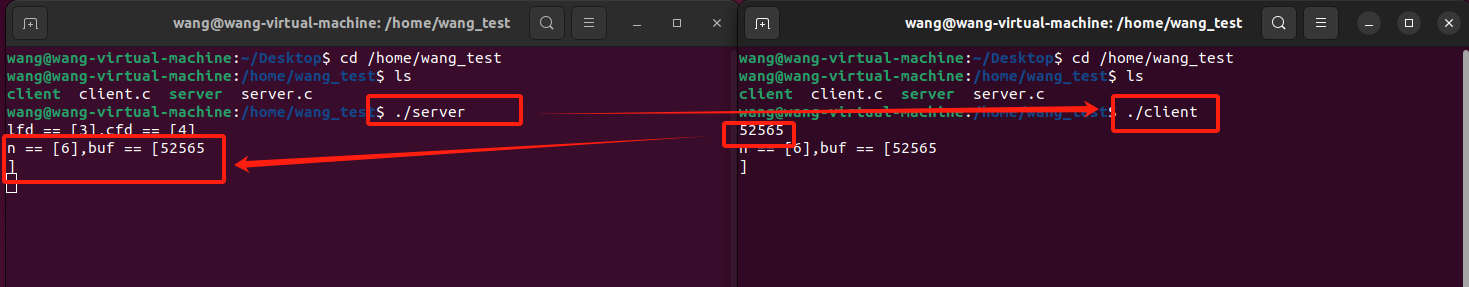 wang@wang-virtual-machine: /home/wang_test
wang@wang-virtual-machine:~/Desktop$ cd /home/wang_test
wang@wang-virtual-machine:/home/wang_test$ ls
client  client.c  server  server.c
wang@wang-virtual-machine:/home/wang_test$ ./server
lfd == [3],cfd == [4]
n == [6],buf == [52565
]
wang@wang-virtual-machine: /home/wang_test
wang@wang-virtual-machine:~/Desktop$ cd /home/wang_test
wang@wang-virtual-machine:/home/wang_test$ ls
client  client.c  server  server.c
wang@wang-virtual-machine:/home/wang_test$ ./client
52565
n == [6],buf == [52565
]